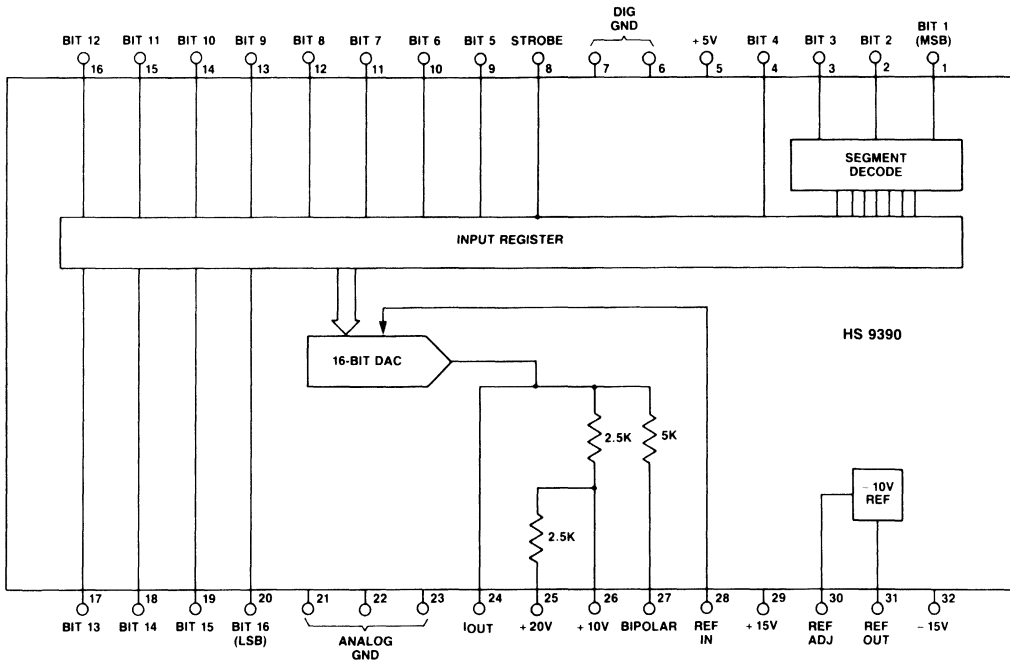 DIG
GND
BIT 12 BIT 11 BIT 10 BIT 9 BIT 8 BIT 7 BIT 6 BIT 5 STROBE +5V BIT 4 BIT 3 BIT 2 BIT 1
(MSB)
16 15 14 13 12 11 10 9 8 7 6 5 4 3 2 1
SEGMENT
DECODE
INPUT REGISTER
HS 9390
16-BIT DAC
2.5K 5K
– 10V
REF
2.5K
17 18 19 20 21 22 23 24 25 26 27 28 29 30 31 32
BIT 13 BIT 14 BIT 15 BIT 16 IOUT +20V +10V BIPOLAR REF +15V REF REF –15V
(LSB) ANALOG IN ADJ OUT
GND